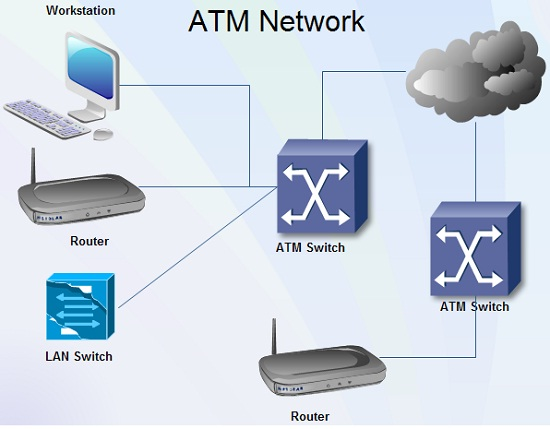 Workstation
ATM Network
Router
ATM Switch
LAN Switch
ATM Switch
Router